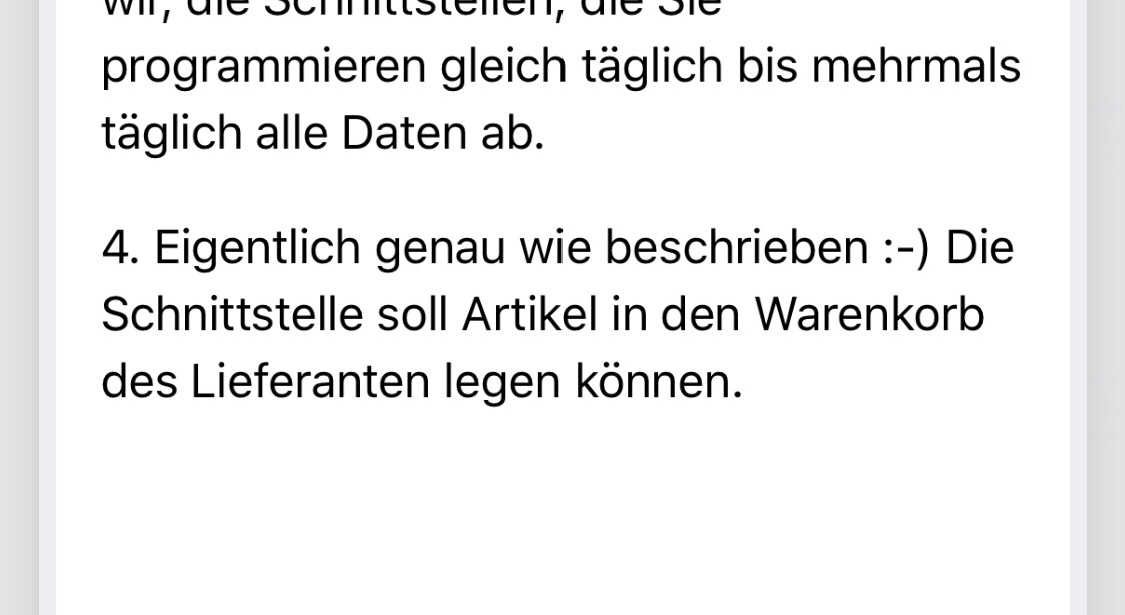 wir, die Schnittstellen, die Sie
programmieren gleich täglich bis mehrmals
täglich alle Daten ab.
4. Eigentlich genau wie beschrieben :-) Die
Schnittstelle soll Artikel in den Warenkorb
des Lieferanten legen können.